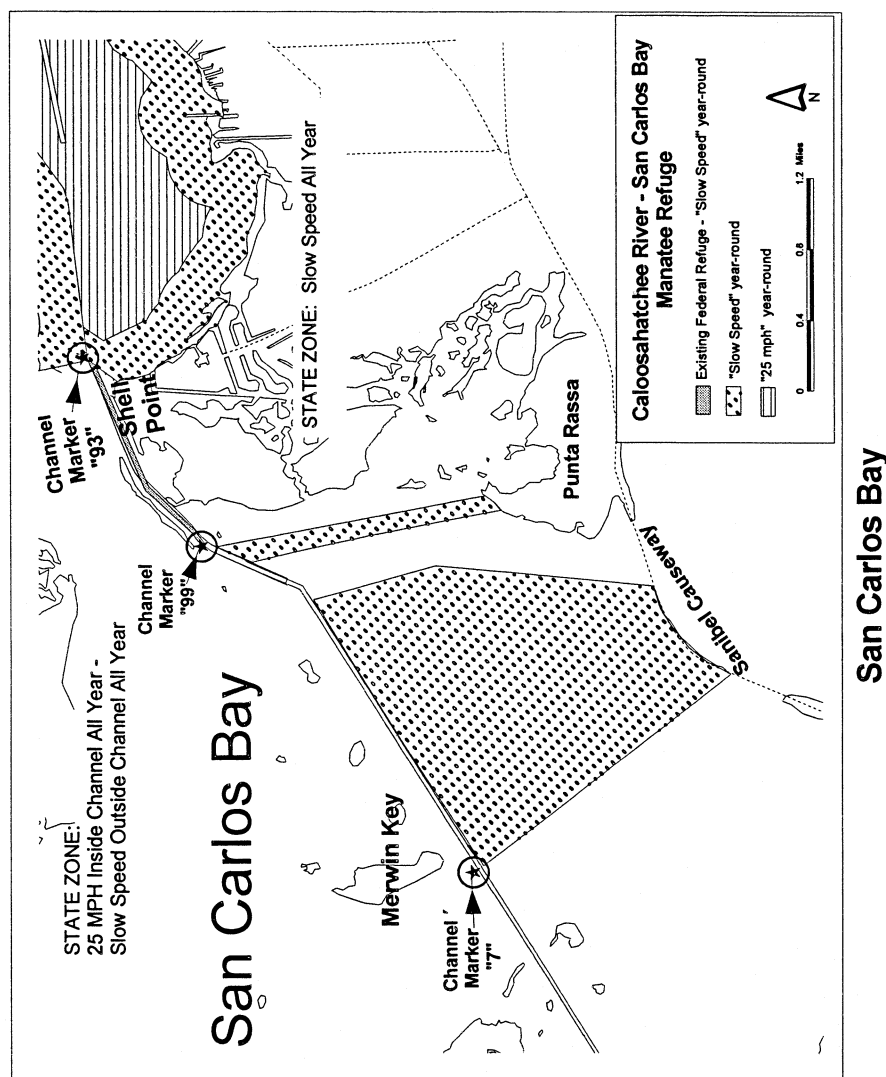 STATE ZONE:
25 MPH Inside Channel All Year -
Slow Speed Outside Channel All Year
Channel
Marker
"93"
Shell
Point
Channel
Marker
"99"
STATE ZONE: Slow Speed All Year
San Carlos Bay
Merwin Key
Channel
Marker
"7"
Punta Rassa
Sanibel Causeway
Caloosahatchee River - San Carlos Bay
Manatee Refuge
Existing Federal Refuge - "Slow Speed" year-round
"Slow Speed" year-round
"25 mph" year-round
0 0.4 0.8 1.2 Miles
N
San Carlos Bay